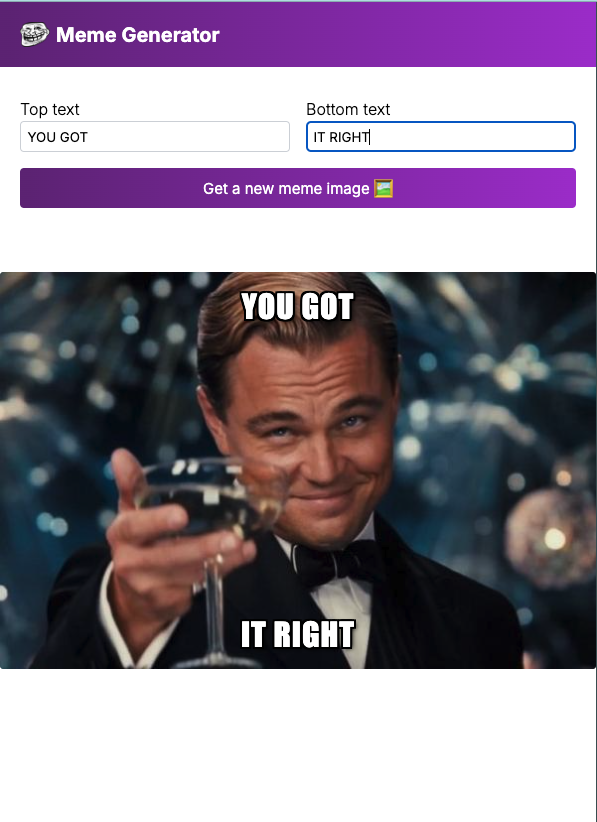 Meme Generator
Top text
Bottom text
YOU GOT
IT RIGHT
Get a new meme image
YOU GOT
IT RIGHT